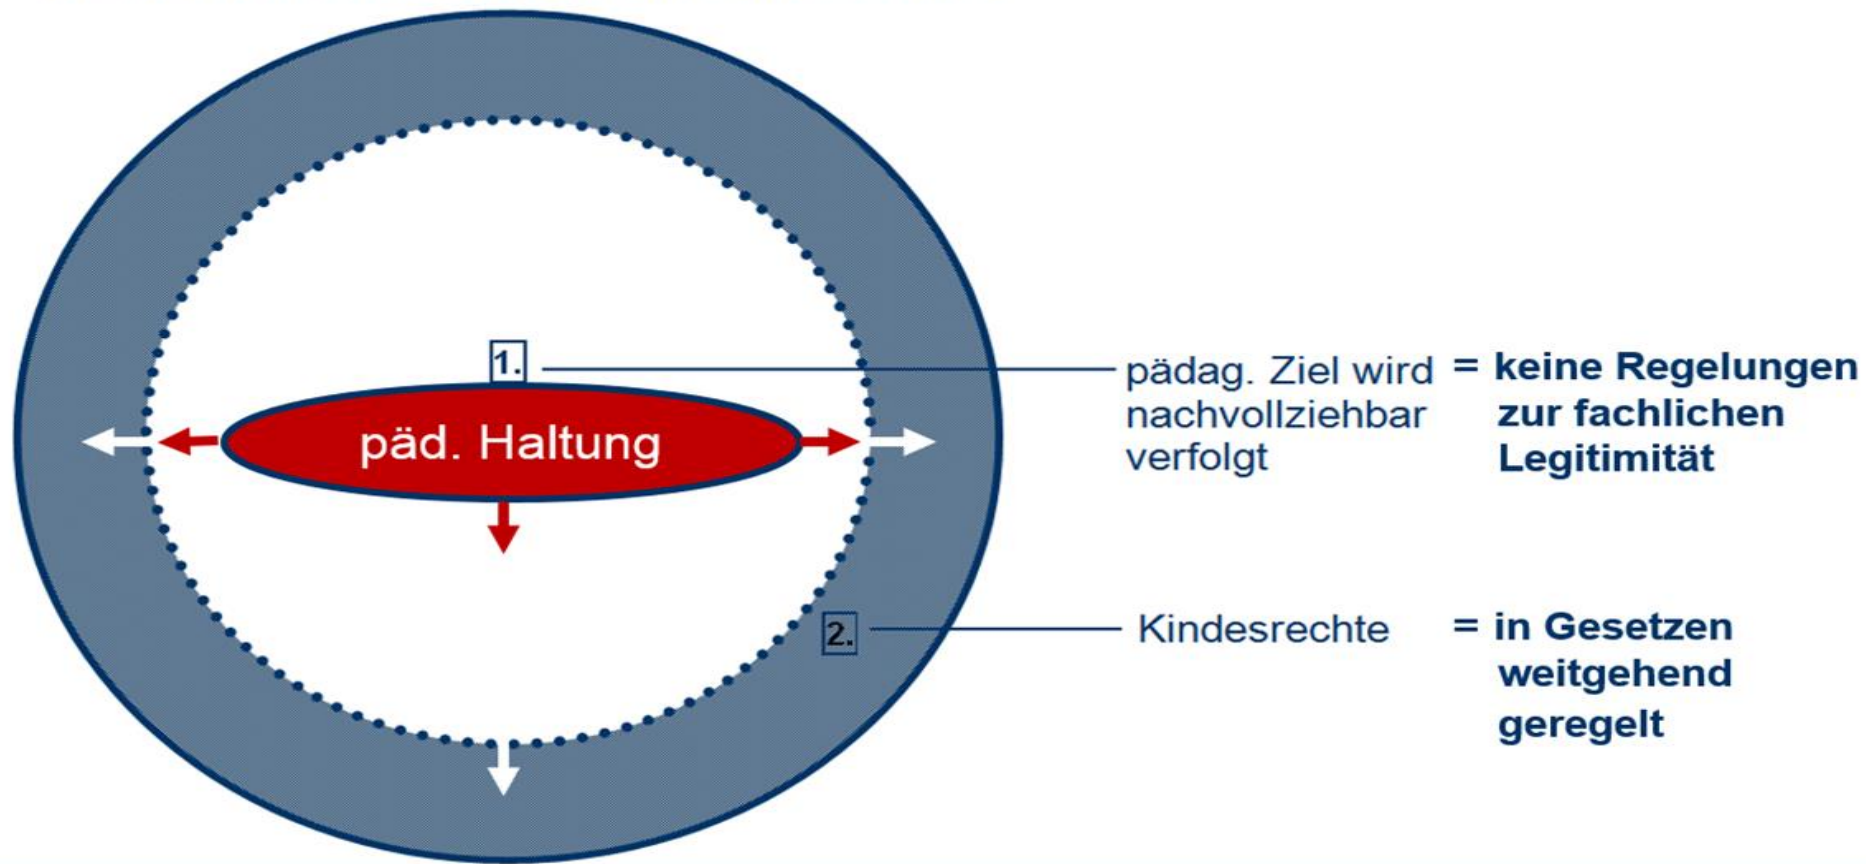 1.
päd. Haltung
pädag. Ziel wird = keine Regelungen
nachvollziehbar zur fachlichen
verfolgt Legitimität
2.
Kindesrechte = in Gesetzen
weitgehend
geregelt